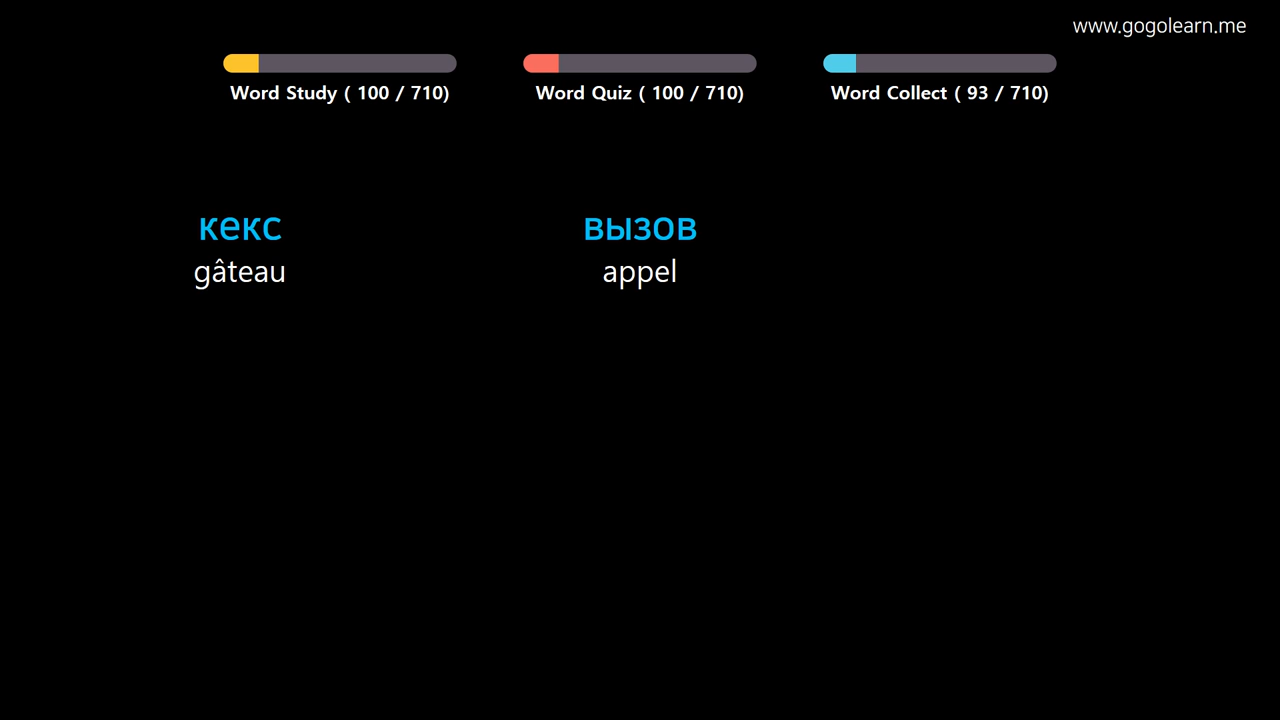 www.gogolearn.me
Word Study ( 100 / 710)
Word Quiz ( 100 / 710)
Word Collect ( 93 / 710)
кекс
gâteau
вызов
appel